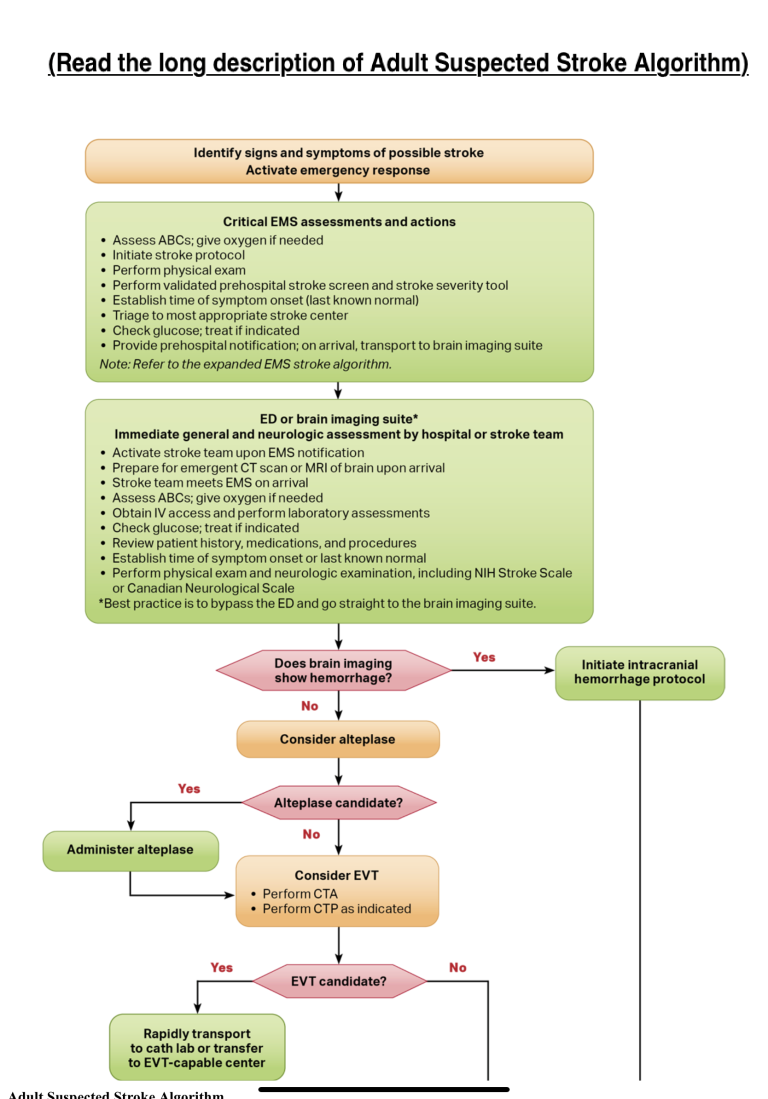 (Read the long description of Adult Suspected Stroke Algorithm)
Identify signs and symptoms of possible stroke
Activate emergency response
Critical EMS assessments and actions
• Assess ABCs; give oxygen if needed
• Initiate stroke protocol
• Perform physical exam
• Perform validated prehospital stroke screen and stroke severity tool
• Establish time of symptom onset (last known normal)
• Triage to most appropriate stroke center
• Check glucose; treat if indicated
• Provide prehospital notification; on arrival, transport to brain imaging suite
Note: Refer to the expanded EMS stroke algorithm.
ED or brain imaging suite*
Immediate general and neurologic assessment by hospital or stroke team
• Activate stroke team upon EMS notification
• Prepare for emergent CT scan or MRI of brain upon arrival
• Stroke team meets EMS on arrival
• Assess ABCs; give oxygen if needed
• Obtain IV access and perform laboratory assessments
• Check glucose; treat if indicated
• Review patient history, medications, and procedures
• Establish time of symptom onset or last known normal
• Perform physical exam and neurologic examination, including NIH Stroke Scale
or Canadian Neurological Scale
*Best practice is to bypass the ED and go straight to the brain imaging suite.
Does brain imaging
show hemorrhage?
Yes
Initiate intracranial
hemorrhage protocol
No
Consider alteplase
Alteplase candidate?
Yes
No
Administer alteplase
Consider EVT
• Perform CTA
• Perform CTP as indicated
EVT candidate?
Yes
No
Rapidly transport
to cath lab or transfer
to EVT-capable center
Adult Suspected Stroke Algorithm